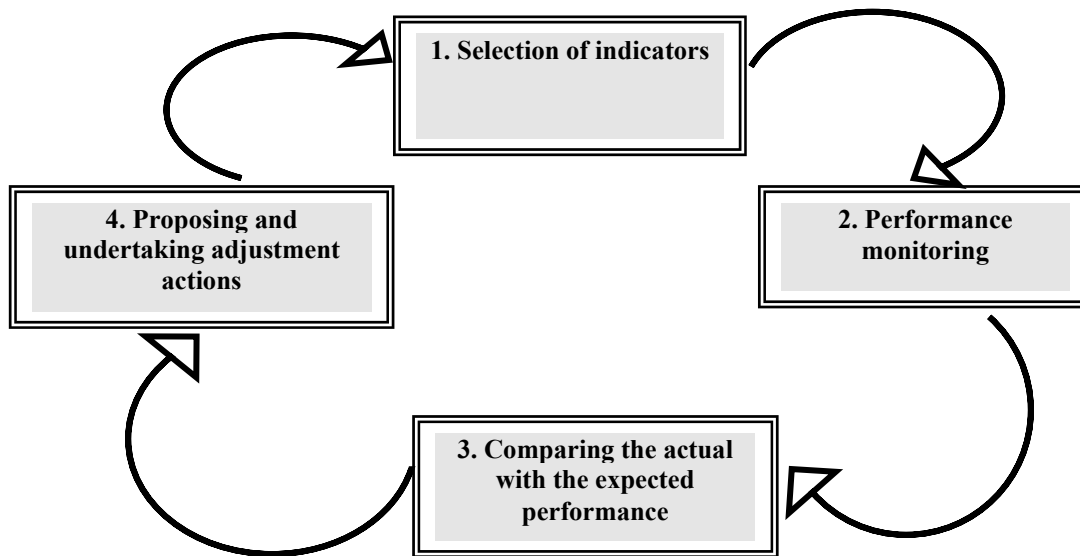 1. Selection of indicators
2. Performance
monitoring
3. Comparing the actual
with the expected
performance
4. Proposing and
undertaking adjustment
actions